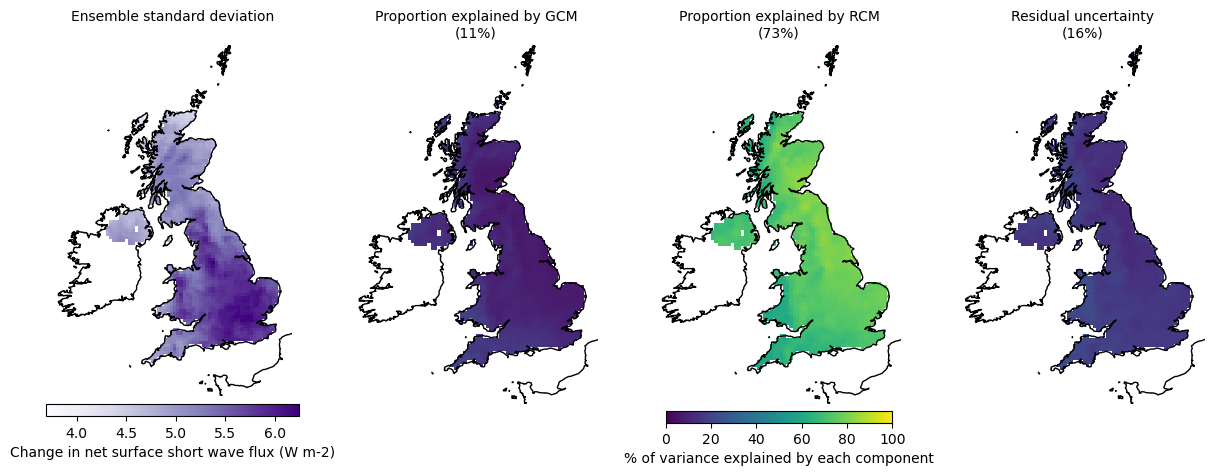 Ensemble standard deviation
Proportion explained by GCM
(11%)
Proportion explained by RCM
(73%)
Residual uncertainty
(16%)
4.0 4.5 5.0 5.5 6.0
Change in net surface short wave flux (W m-2)
0 20 40 60 80 100
% of variance explained by each component